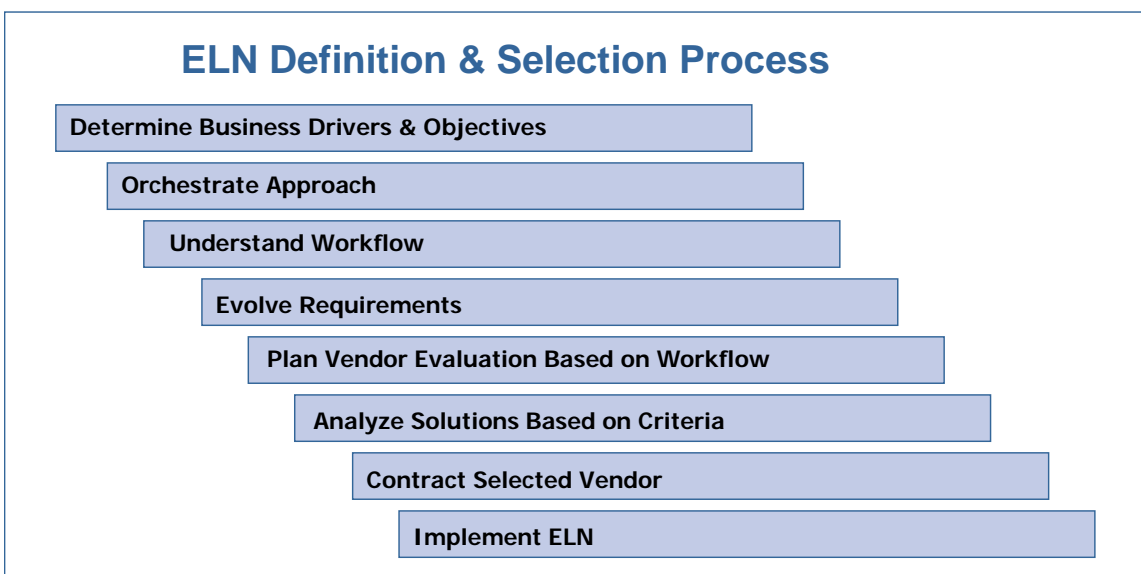 ELN Definition & Selection Process
Determine Business Drivers & Objectives
Orchestrate Approach
Understand Workflow
Evolve Requirements
Plan Vendor Evaluation Based on Workflow
Analyze Solutions Based on Criteria
Contract Selected Vendor
Implement ELN